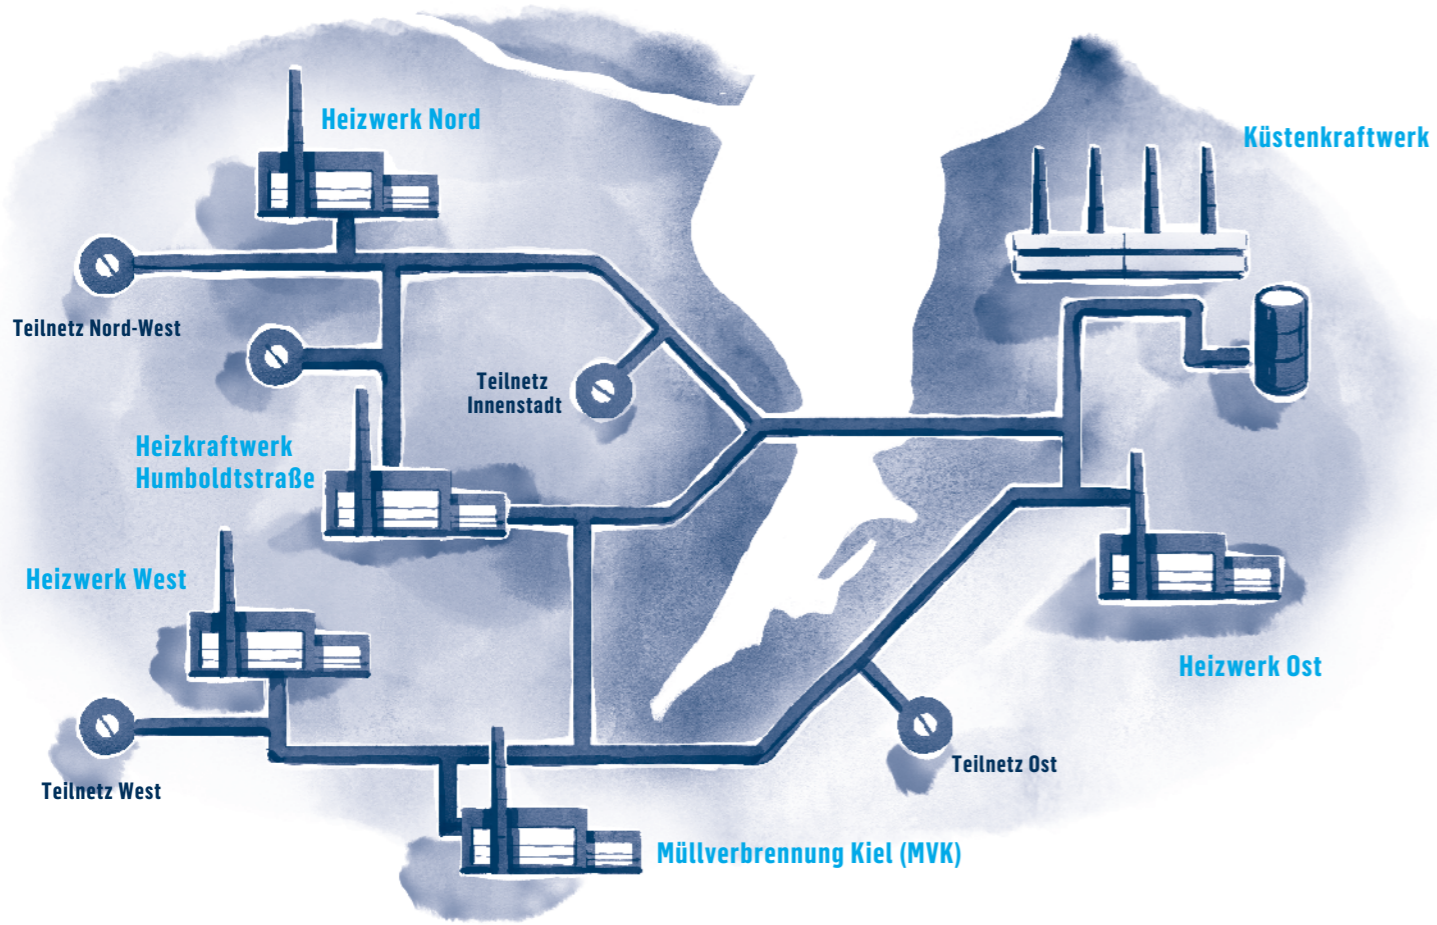 Heizwerk Nord
Küstenkraftwerk
Teilnetz Nord-West
Teilnetz
Innenstadt
Heizkraftwerk
Humboldtstraße
Heizwerk West
Heizwerk Ost
Teilnetz West
Teilnetz Ost
Müllverbrennung Kiel (MVK)